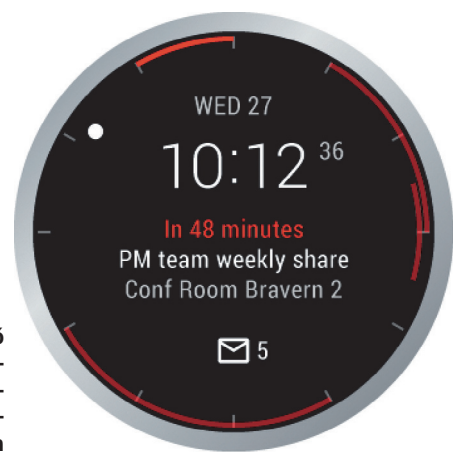 WED 27
10:12 36
In 48 minutes
PM team weekly share
Conf Room Bravern 2
5